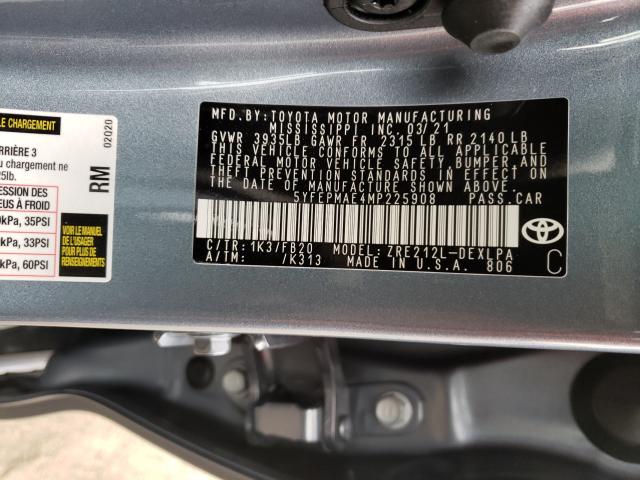 LE CHARGEMENT
02020
RRIÈRE 3
u chargement ne
25lb.
RM
ESSION DES
NEUS À FROID
kPa, 35PSI
kPa, 33PSI
kPa, 60PSI
VOIR LE MANUEL
DE L'USAGER
POUR PLUS DE
RENSEIGNEMENTS
MFD.BY:TOYOTA MOTOR MANUFACTURING
MISSISSIPPI INC. 03/21
GVWR 3935LB GAWR FR 2315 LB RR 2140 LB
THIS VEHICLE CONFORMS TO ALL APPLICABLE
FEDERAL MOTOR VEHICLE SAFETY,BUMPER,AND
THEFT PREVENTION STANDARDS IN EFFECT ON
THE DATE OF MANUFACTURE SHOWN ABOVE.
5YFEPMAE4MP225908 PASS.CAR
C/TR:1K3/FB20 MODEL:ZRE212L-DEXLPA
A/TM: /K313 MADE IN U.S.A. 806
TOYOTA
C